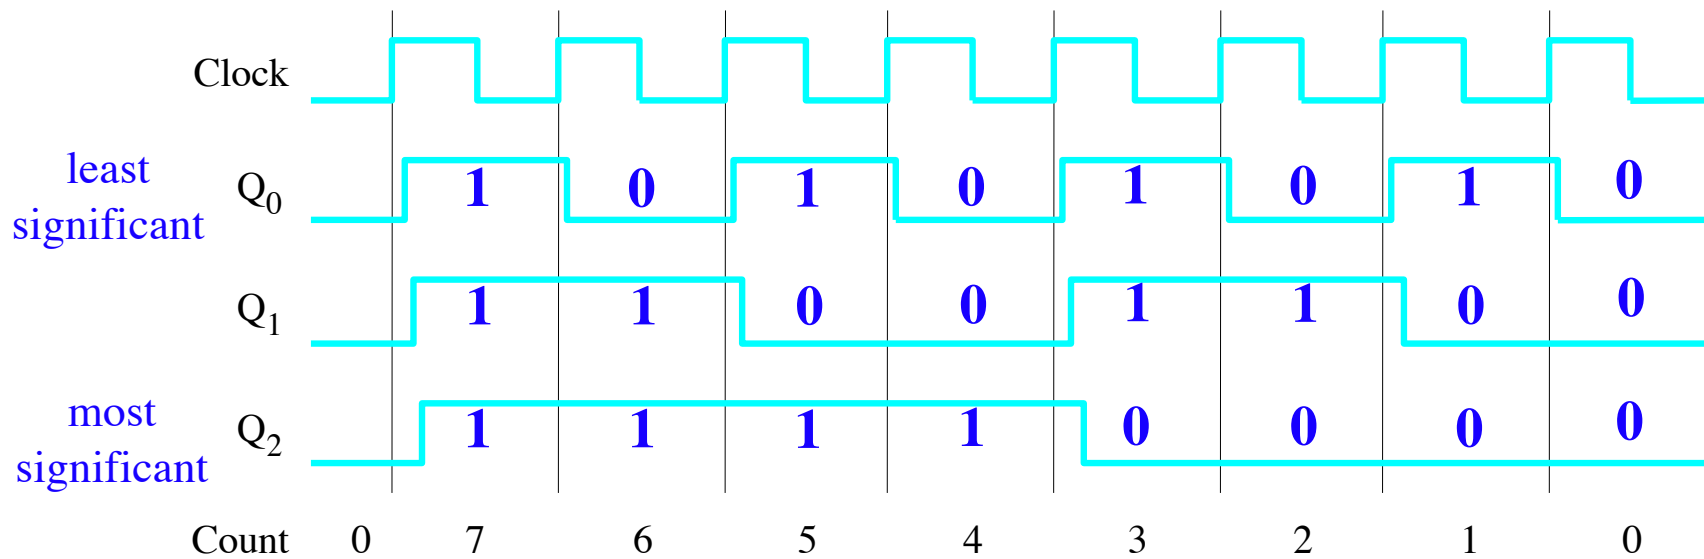 Clock
least
significant
Q0 1 0 1 0 1 0 1 0
Q1 1 1 0 0 1 1 0 0
most
significant
Q2 1 1 1 1 0 0 0 0
Count 0 7 6 5 4 3 2 1 0